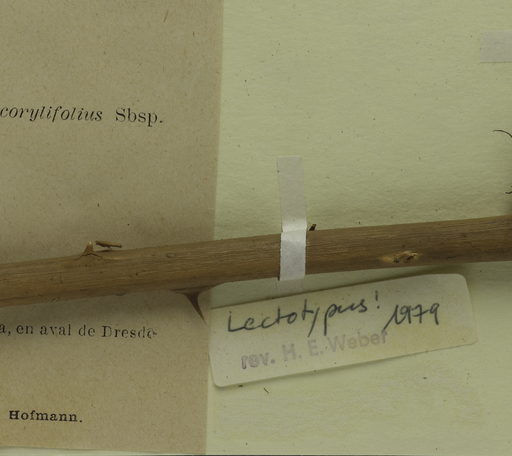 corylifolius Sbsp.
a, en aval de Dresde-
Hofmann.
Lectotypus! 1979
rev. H. E. Weber